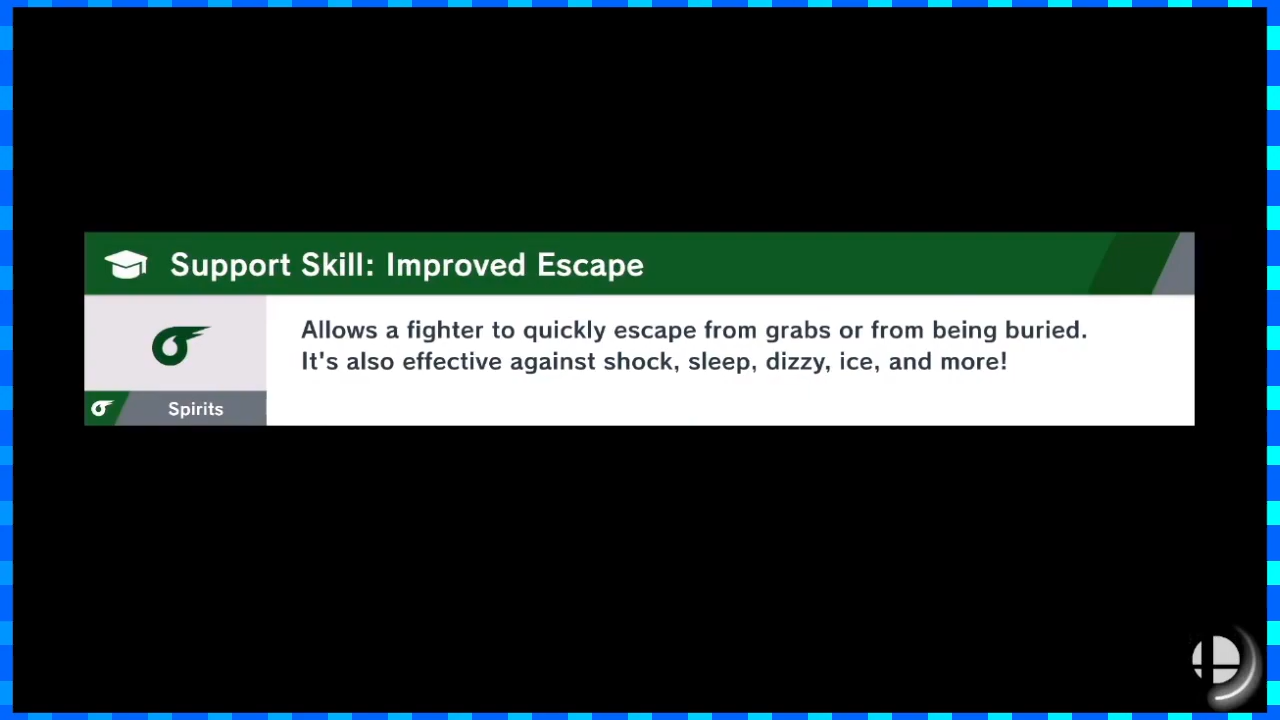 Support Skill: Improved Escape
Allows a fighter to quickly escape from grabs or from being buried.
It's also effective against shock, sleep, dizzy, ice, and more!
Spirits